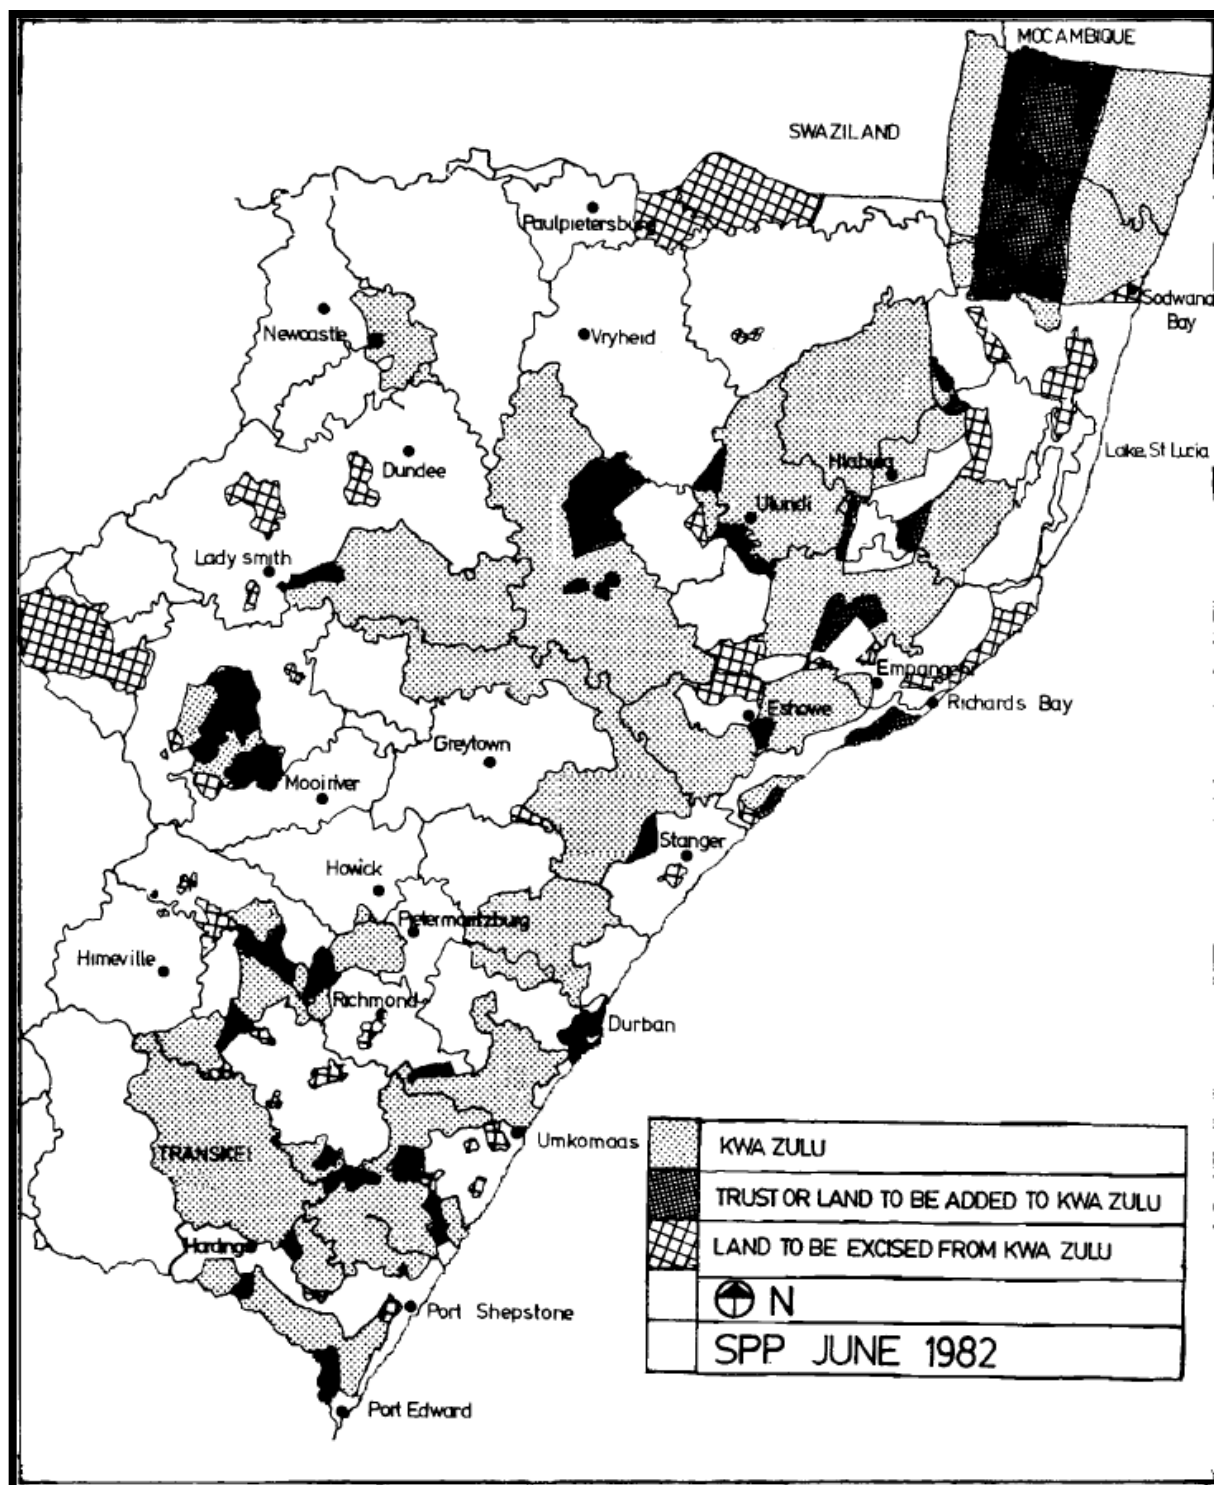 MOCAMBIQUE
SWAZILAND
Paulpietersburg
Sodwana
Bay
Newcastle
Vryheid
Dundee
Lake. St Lucia
Hlabula
Ulundi
Lady smith
Empangeni
Richards Bay
Eshowe
Greytown
Mooiriver
Stanger
Howick
Pietermaritzburg
Himeville
Richmond
Durban
Umkomaas
TRANSKEI
Harding
Port Shepstone
Port Edward
KWA ZULU
TRUST OR LAND TO BE ADDED TO KWA ZULU
LAND TO BE EXCISED FROM KWA ZULU
N
SPP JUNE 1982